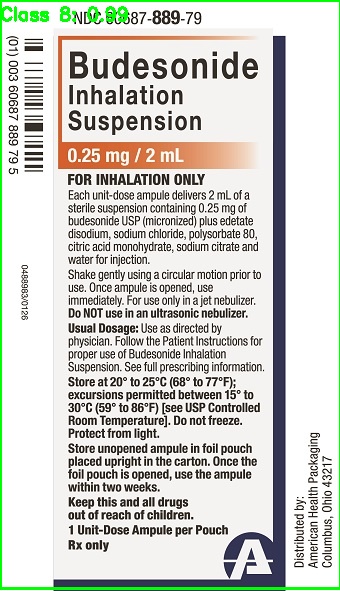 Class 8: 0.99
NDC 60687-889-79
(01) 003 60687 889 79 5
0488983/0126
Budesonide
Inhalation
Suspension
0.25 mg / 2 mL
FOR INHALATION ONLY
Each unit-dose ampule delivers 2 mL of a
sterile suspension containing 0.25 mg of
budesonide USP (micronized) plus edetate
disodium, sodium chloride, polysorbate 80,
citric acid monohydrate, sodium citrate and
water for injection.
Shake gently using a circular motion prior to
use. Once ampule is opened, use
immediately. For use only in a jet nebulizer.
Do NOT use in an ultrasonic nebulizer.
Usual Dosage: Use as directed by
physician. Follow the Patient Instructions for
proper use of Budesonide Inhalation
Suspension. See full prescribing information.
Store at 20° to 25°C (68° to 77°F);
excursions permitted between 15° to
30°C (59° to 86°F) [see USP Controlled
Room Temperature]. Do not freeze.
Protect from light.
Store unopened ampule in foil pouch
placed upright in the carton. Once the
foil pouch is opened, use the ampule
within two weeks.
Keep this and all drugs
out of reach of children.
1 Unit-Dose Ampule per Pouch
Rx only
Distributed by:
American Health Packaging
Columbus, Ohio 43217